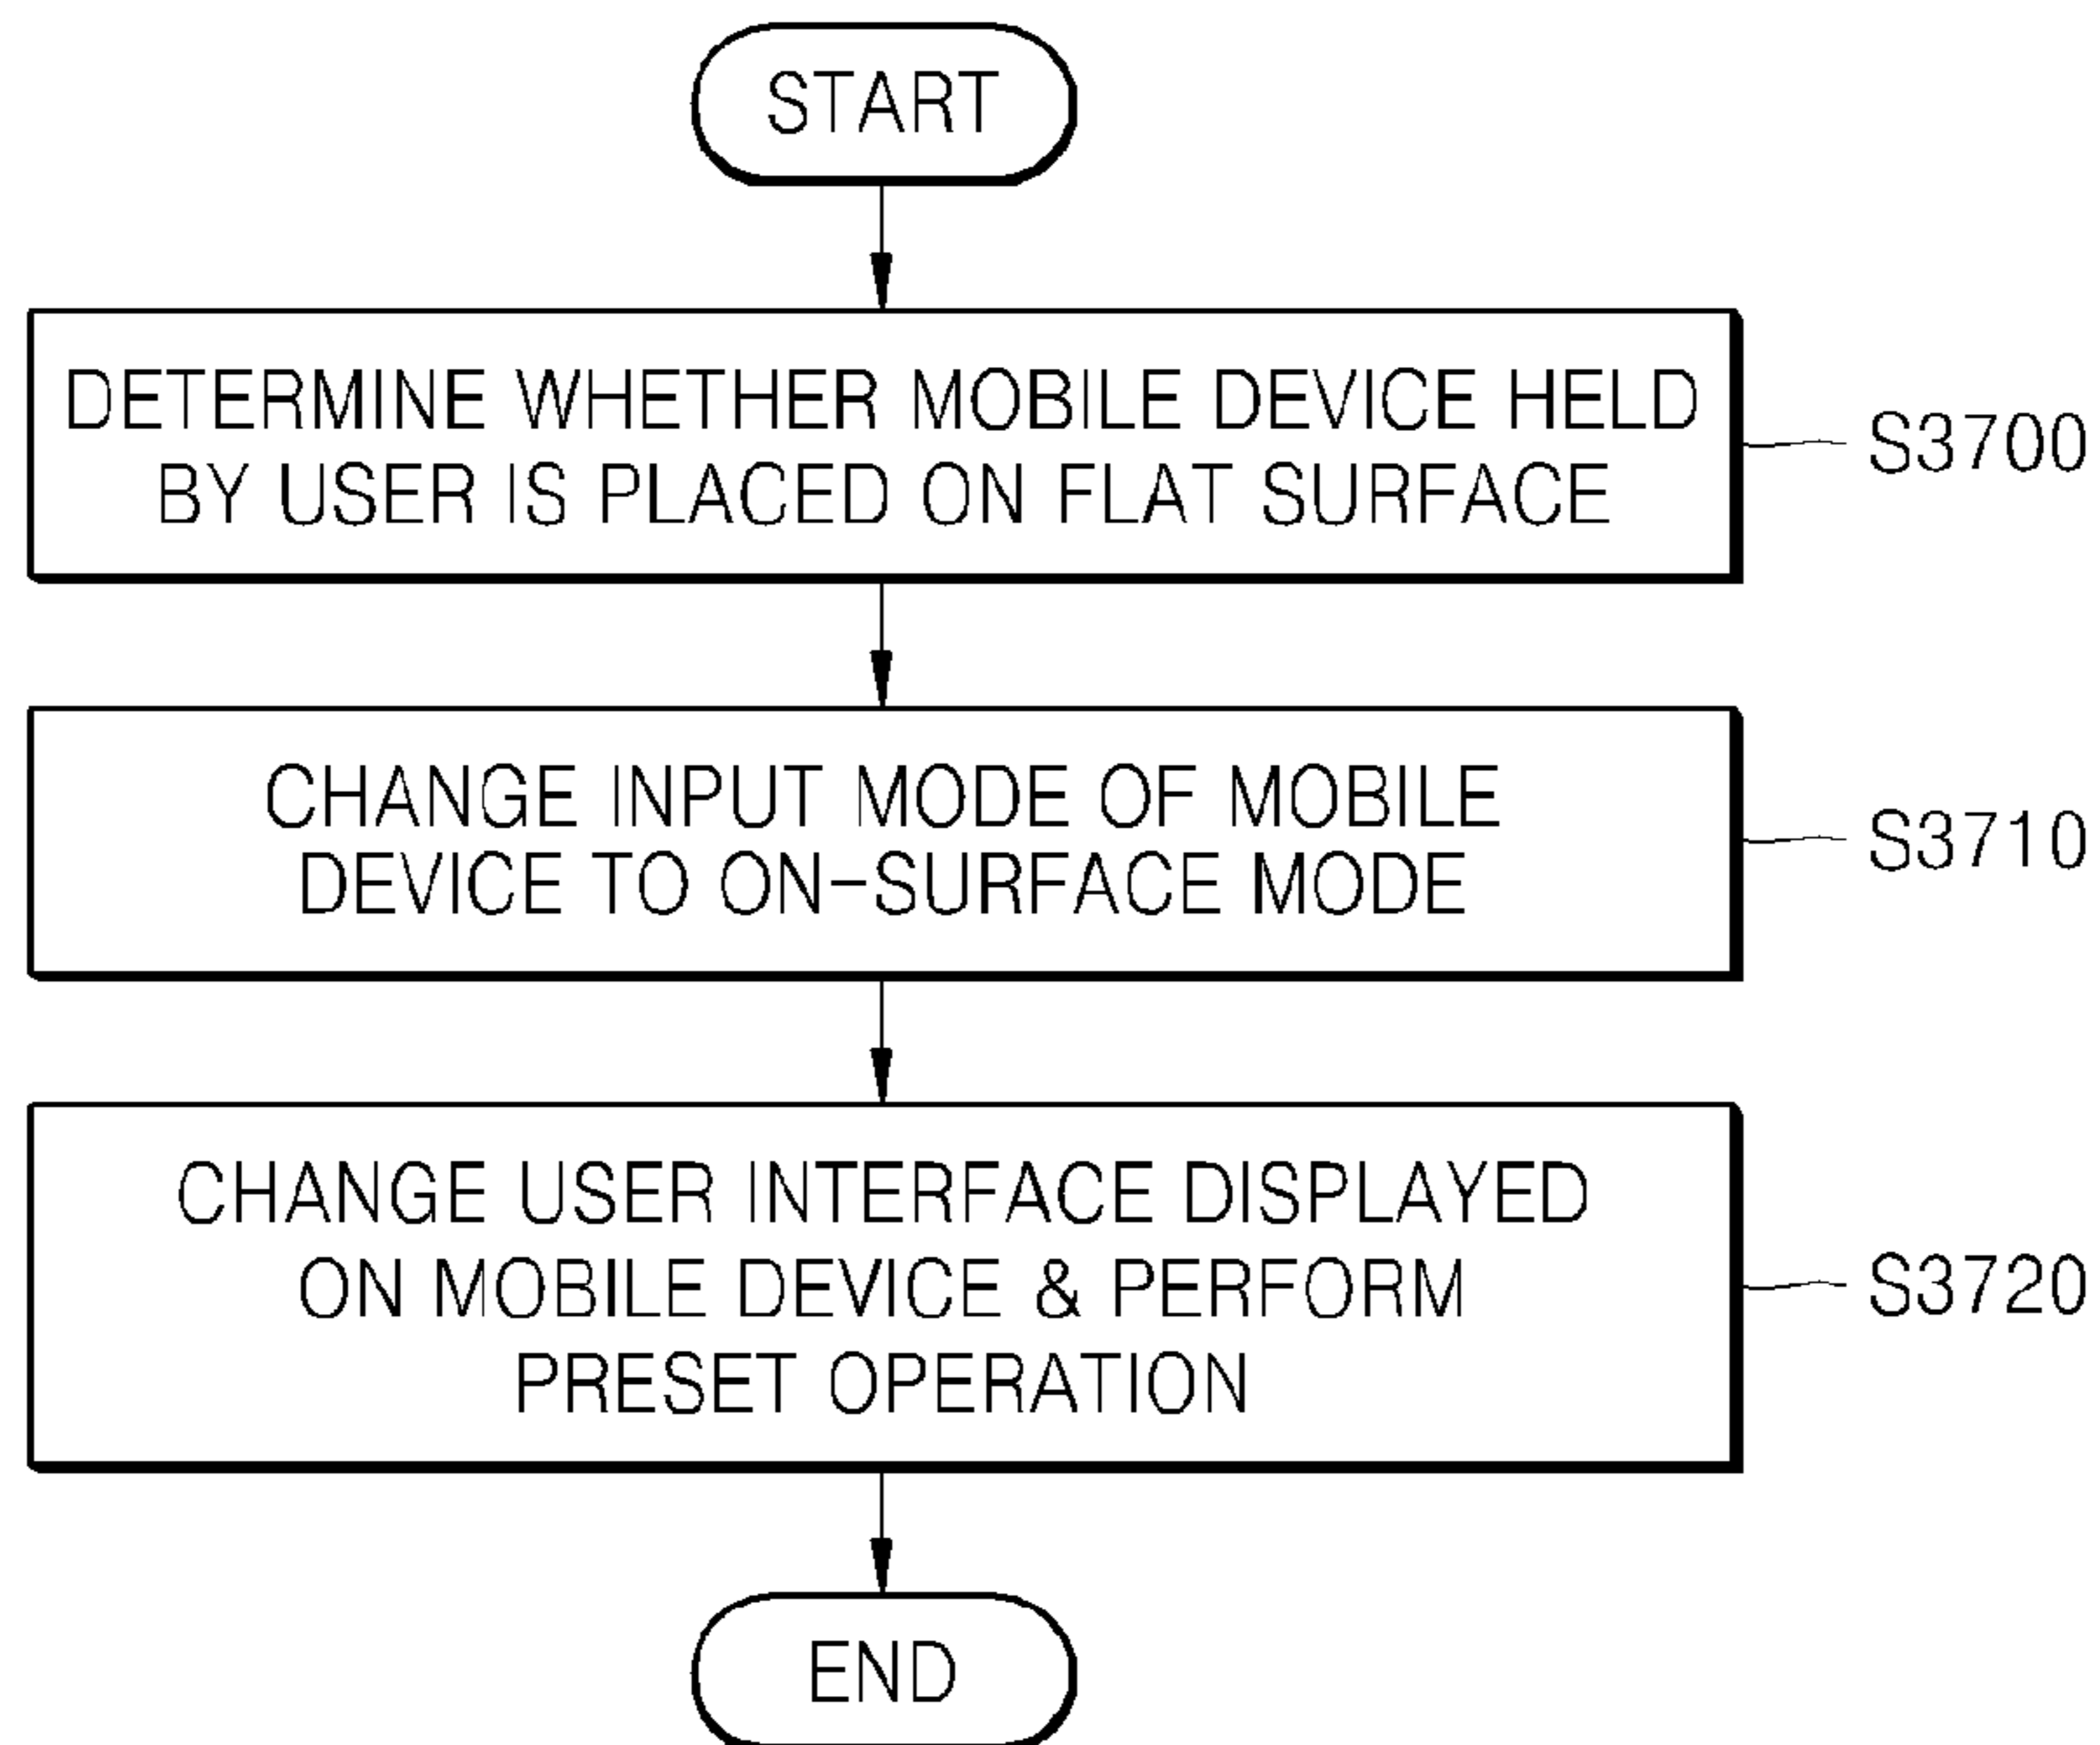 START
DETERMINE WHETHER MOBILE DEVICE HELD
BY USER IS PLACED ON FLAT SURFACE
S3700
CHANGE INPUT MODE OF MOBILE
DEVICE TO ON-SURFACE MODE
S3710
CHANGE USER INTERFACE DISPLAYED
ON MOBILE DEVICE & PERFORM
PRESET OPERATION
S3720
END